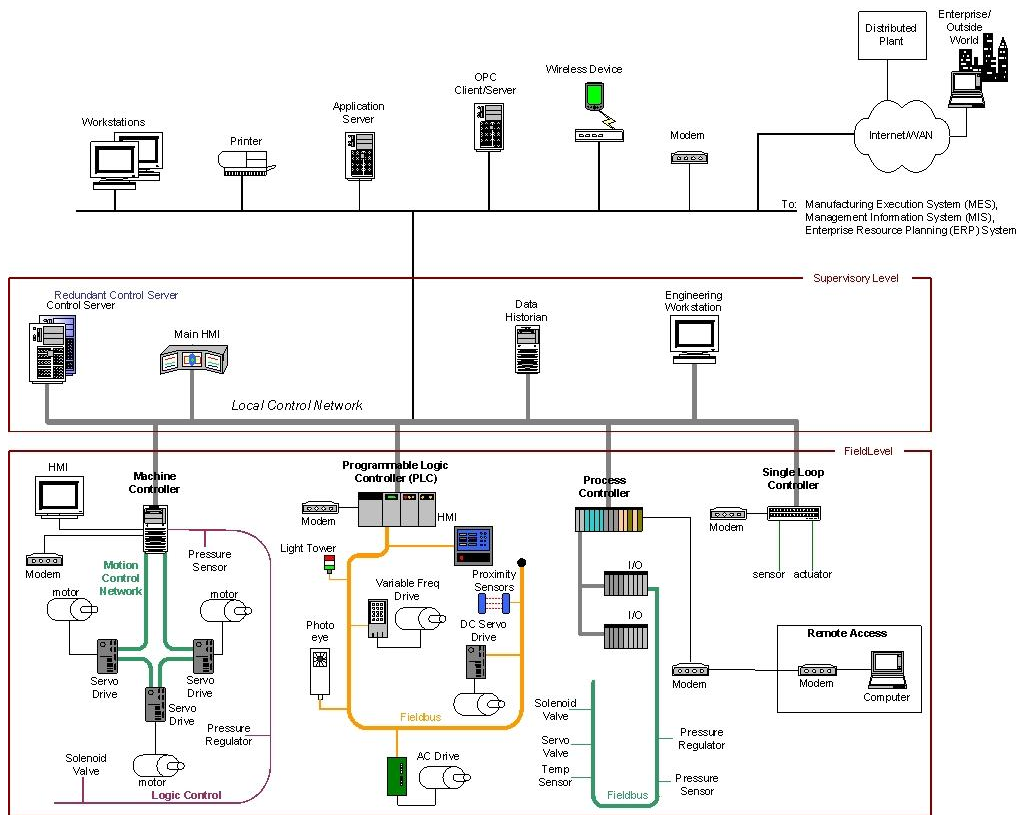 Enterprise/
Outside
World
Distributed
Plant
Wireless Device
OPC
Client/Server
Application
Server
Workstations
Printer
Modem
Internet/WAN
To: Manufacturing Execution System (MES),
Management Information System (MIS),
Enterprise Resource Planning (ERP) System
Supervisory Level
Redundant Control Server
Control Server
Main HMI
Data
Historian
Engineering
Workstation
Local Control Network
FieldLevel
HMI
Machine
Controller
Programmable Logic
Controller (PLC)
Process
Controller
Single Loop
Controller
Modem
HMI
Modem
Light Tower
Pressure
Sensor
Modem
Motion
Control
Network
motor
motor
Variable Freq
Drive
Proximity
Sensors
I/O
sensor
actuator
Photo
eye
DC Servo
Drive
I/O
Remote Access
Servo
Drive
Servo
Drive
Modem
Modem
Computer
Servo
Drive
Fieldbus
Solenoid
Valve
Pressure
Regulator
Pressure
Regulator
Servo
Valve
Solenoid
Valve
AC Drive
Temp
Sensor
Pressure
Sensor
motor
Logic Control
Fieldbus